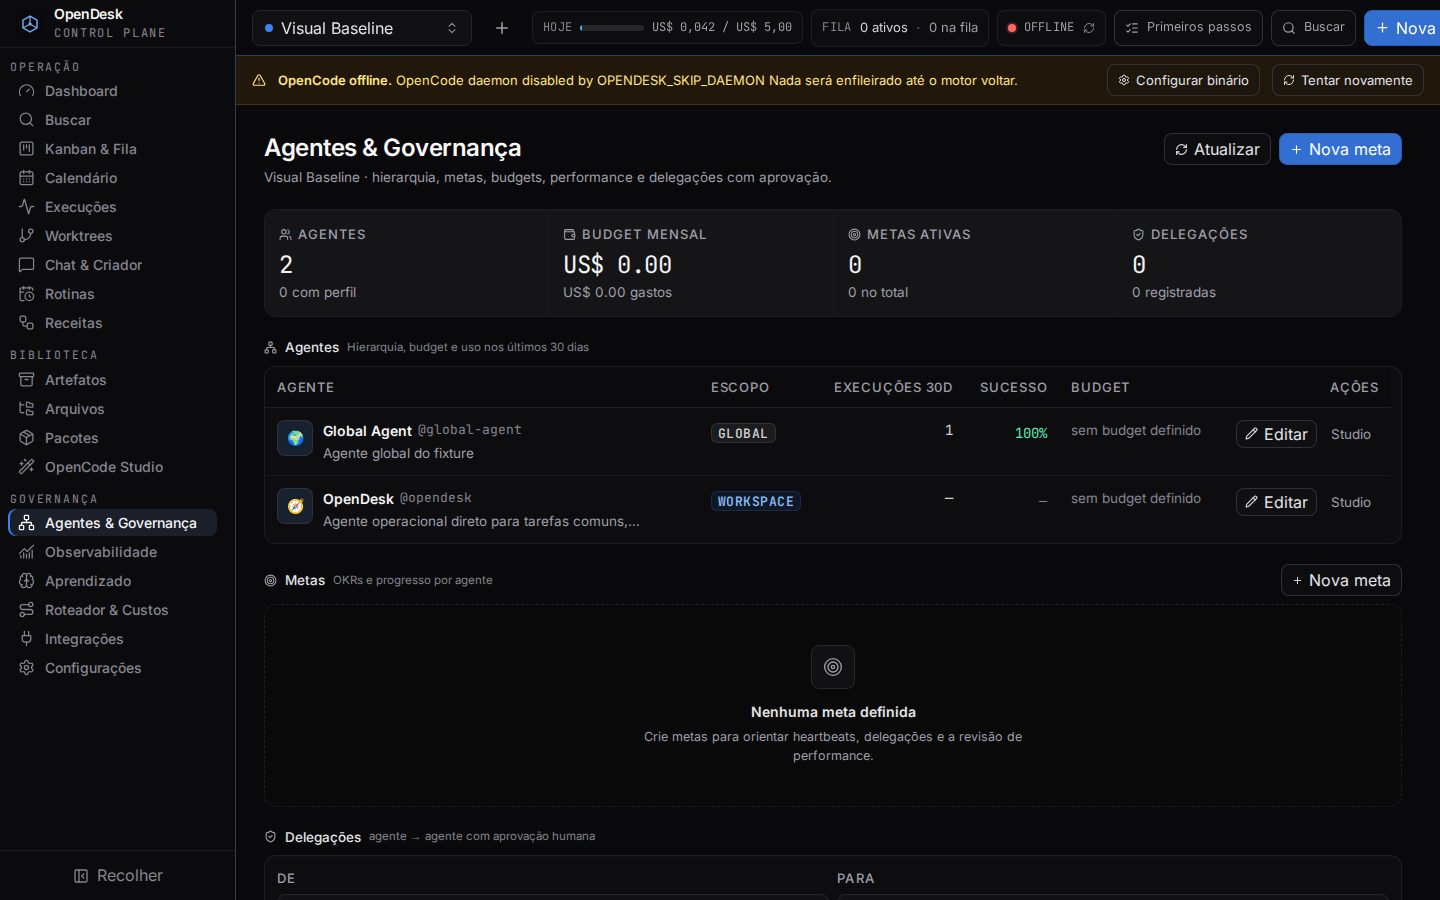 OpenDesk
CONTROL PLANE
OPERAÇÃO
Dashboard
Buscar
Kanban & Fila
Calendário
Execuções
Worktrees
Chat & Criador
Rotinas
Receitas
BIBLIOTECA
Artefatos
Arquivos
Pacotes
OpenCode Studio
GOVERNANÇA
Agentes & Governança
Observabilidade
Aprendizado
Roteador & Custos
Integrações
Configurações
Recolher
Visual Baseline
HOJE US$ 0,042 / US$ 5,00
FILA 0 ativos · 0 na fila
OFFLINE
Primeiros passos
Buscar
Nova
OpenCode offline. OpenCode daemon disabled by OPENDESK_SKIP_DAEMON Nada será enfileirado até o motor voltar.
Configurar binário
Tentar novamente
Agentes & Governança
Visual Baseline · hierarquia, metas, budgets, performance e delegações com aprovação.
Atualizar
Nova meta
AGENTES
2
0 com perfil
BUDGET MENSAL
US$ 0.00
US$ 0.00 gastos
METAS ATIVAS
0
0 no total
DELEGAÇÕES
0
0 registradas
Agentes Hierarquia, budget e uso nos últimos 30 dias
AGENTE ESCOPO EXECUÇÕES 30D SUCESSO BUDGET AÇÕES
Global Agent @global-agent GLOBAL 1 100% sem budget definido Editar Studio
Agente global do fixture
OpenDesk @opendesk WORKSPACE — — sem budget definido Editar Studio
Agente operacional direto para tarefas comuns,...
Metas OKRs e progresso por agente
Nova meta
Nenhuma meta definida
Crie metas para orientar heartbeats, delegações e a revisão de
performance.
Delegações agente → agente com aprovação humana
DE PARA